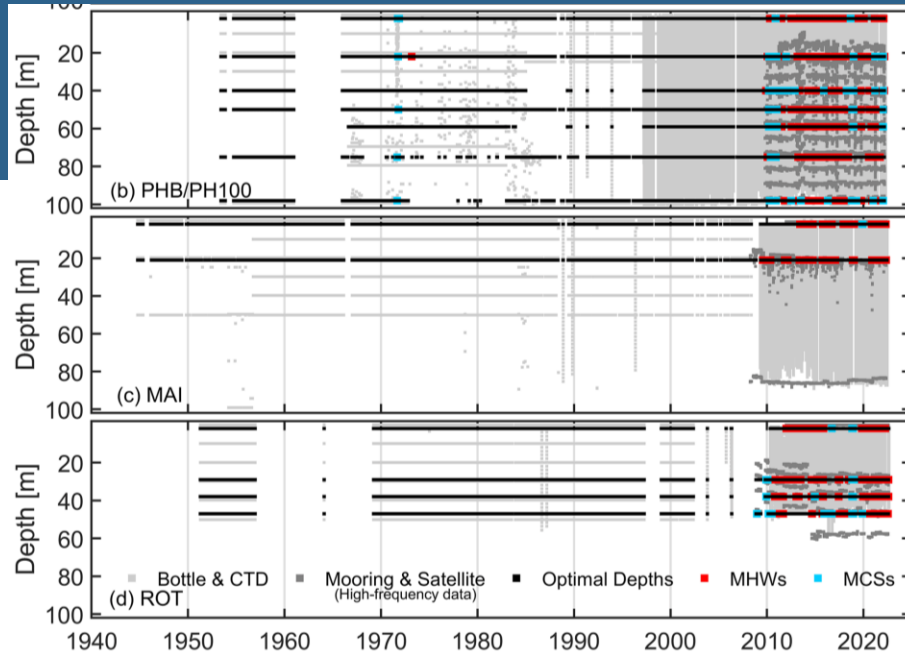 Depth [m]
20
40
60
80
100
(b) PHB/PH100
Depth [m]
20
40
60
80
100
(c) MAI
Depth [m]
20
40
60
80
100
Bottle & CTD
Mooring & Satellite
(High-frequency data)
Optimal Depths
MHWs
MCSs
(d) ROT
1940 1950 1960 1970 1980 1990 2000 2010 2020